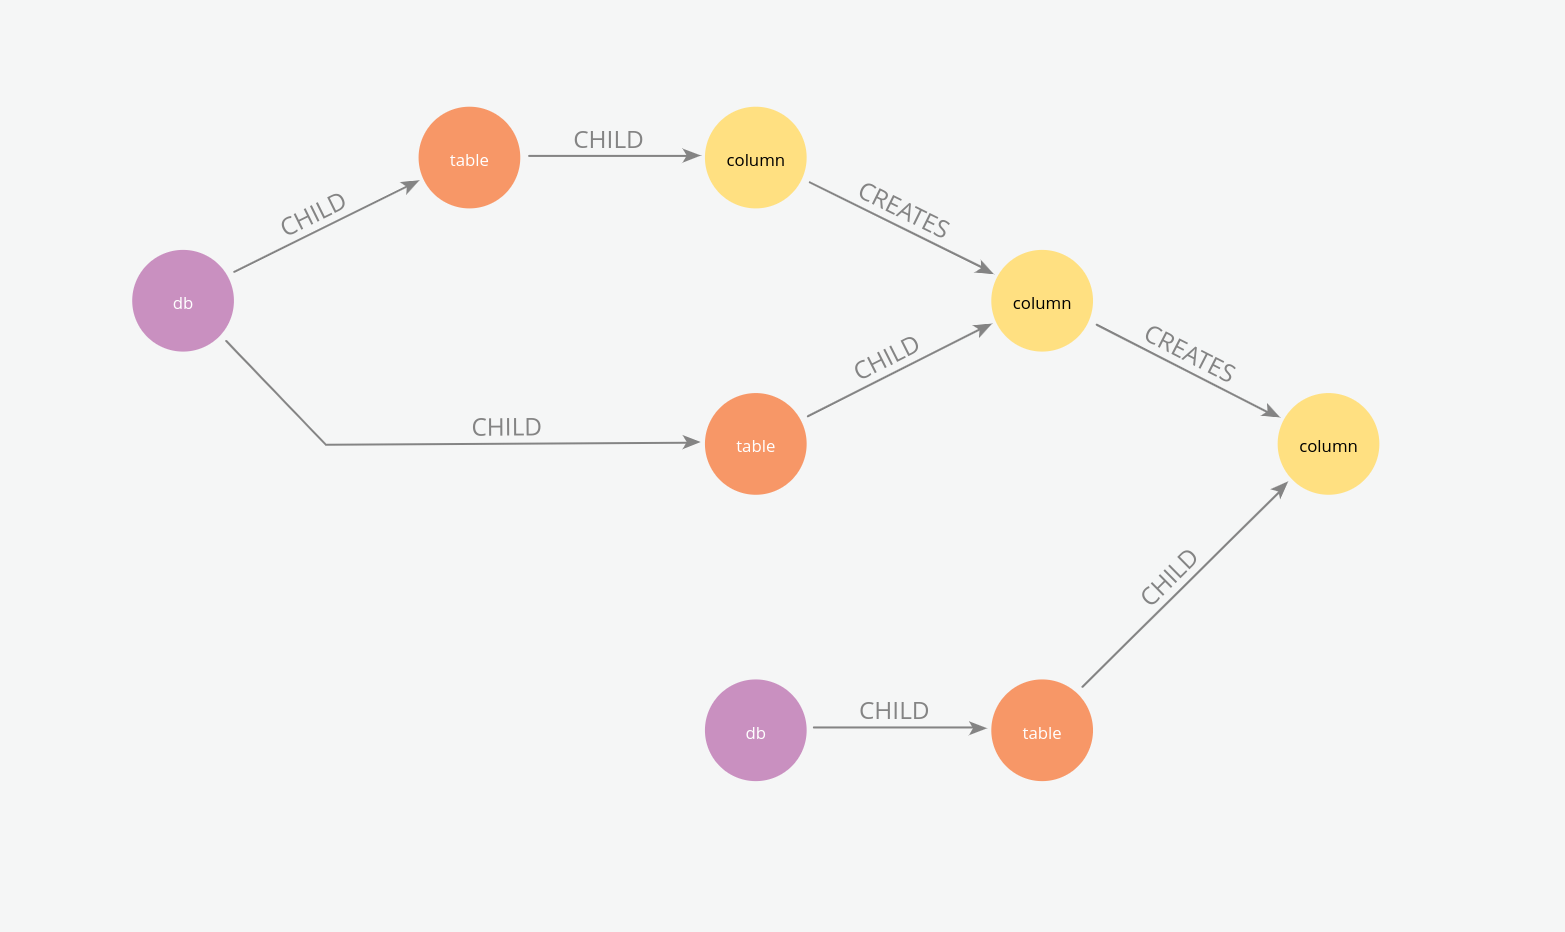 CHILD
table
column
CHILD
CREATES
db
column
CHILD
CREATES
CHILD
table
column
CHILD
db
CHILD
table